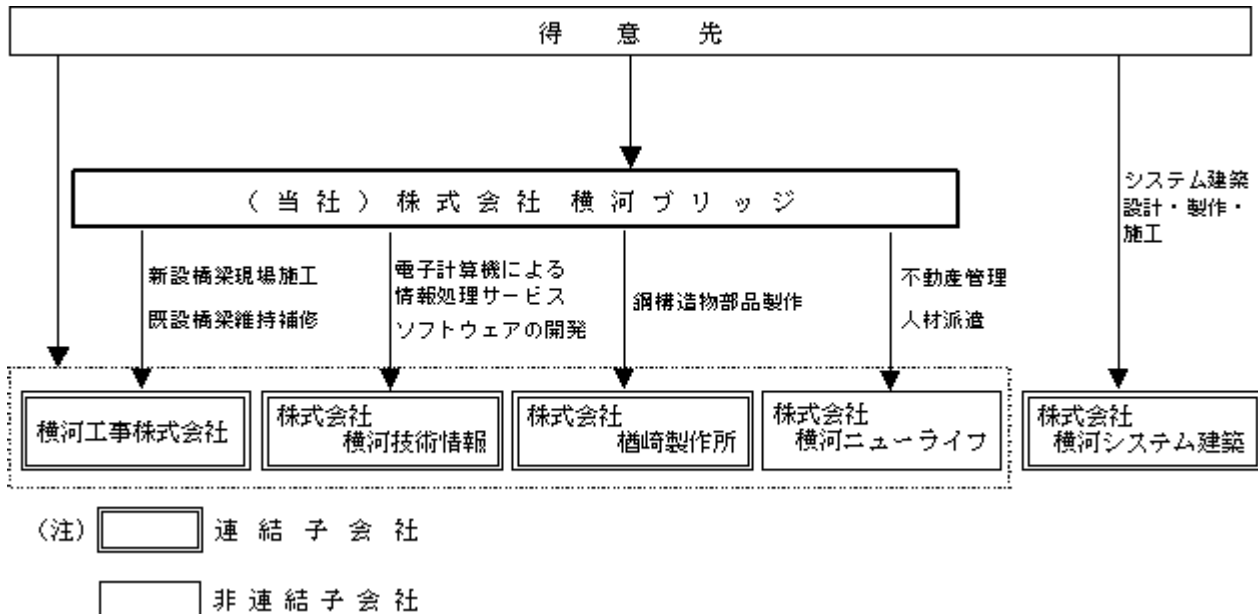 得意先
(当社)株式会社 横河ブリッジ
システム建築
設計・製作・
施工
新設橋梁現場施工
既設橋梁維持補修
電子計算機による
情報処理サービス
ソフトウェアの開発
鋼構造物部品製作
不動産管理
人材派遣
横河工事株式会社
株式会社
横河技術情報
株式会社
楢崎製作所
株式会社
横河ニューライフ
株式会社
横河システム建築
(注) 連結子会社
非連結子会社